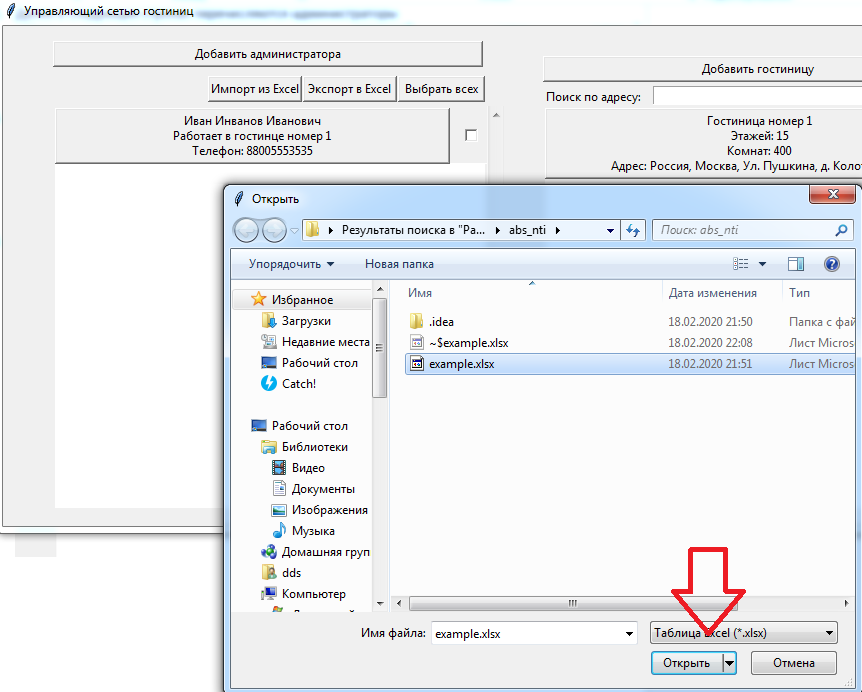 Управляющий сетью гостиниц
Добавить администратора
Импорт из Excel
Экспорт в Excel
Выбрать всех
Иван Инванов Иванович
Работает в гостинце номер 1
Телефон: 88005553535
Добавить гостиницу
Поиск по адресу:
Гостиница номер 1
Этажей: 15
Комнат: 400
Адрес: Россия, Москва, Ул. Пушкина, д. Коло
Открыть
Результаты поиска в "Ра...
abs_nti
Поиск: abs_nti
Упорядочить
Новая папка
Избранное
Загрузки
Недавние места
Рабочий стол
Catch!
Рабочий стол
Библиотеки
Видео
Документы
Изображения
Музыка
Домашняя груп
dds
Компьютер
Имя Дата изменения Тип
.idea 18.02.2020 21:50 Папка с фай
~$example.xlsx 18.02.2020 22:08 Лист Micros
example.xlsx 18.02.2020 21:51 Лист Micros
Имя файла: example.xlsx
Таблица Excel (*.xlsx)
Открыть
Отмена